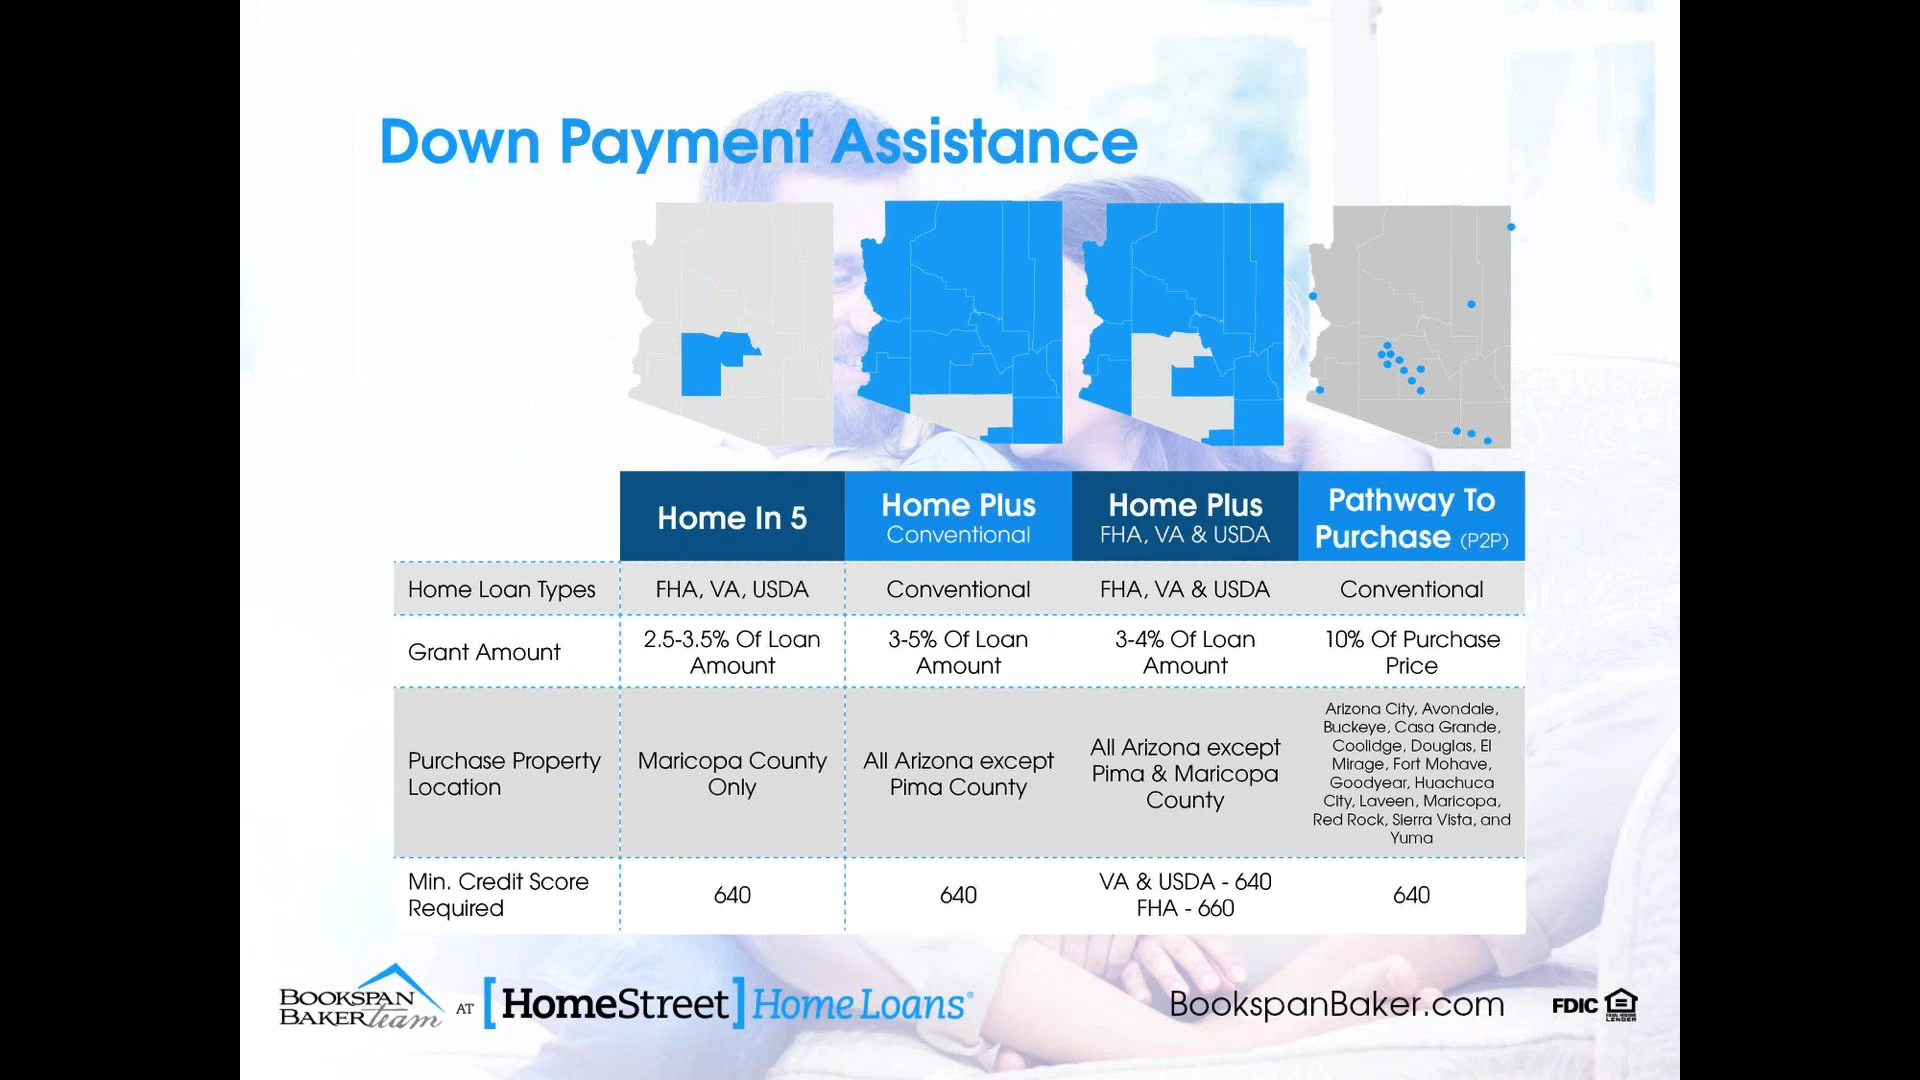 Down Payment Assistance
Home In 5
Home Plus
Conventional
Home Plus
FHA, VA & USDA
Pathway To
Purchase (P2P)
Home Loan Types
FHA, VA, USDA
Conventional
FHA, VA & USDA
Conventional
Grant Amount
2.5-3.5% Of Loan
Amount
3-5% Of Loan
Amount
3-4% Of Loan
Amount
10% Of Purchase
Price
Purchase Property
Location
Maricopa County
Only
All Arizona except
Pima County
All Arizona except
Pima & Maricopa
County
Arizona City, Avondale,
Buckeye, Casa Grande,
Coolidge, Douglas, El
Mirage, Fort Mohave,
Goodyear, Huachuca
City, Laveen, Maricopa,
Red Rock, Sierra Vista, and
Yuma
Min. Credit Score
Required
640
640
VA & USDA - 640
FHA - 660
640
BOOKSPAN
BAKER team
AT
[HomeStreet] Home Loans®
BookspanBaker.com
FDIC
EQUAL HOUSING
LENDER